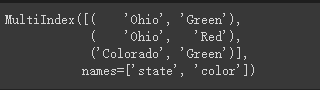 MultiIndex([(    'Ohio', 'Green'),
            (    'Ohio',   'Red'),
            ('Colorado', 'Green')],
           names=['state', 'color'])